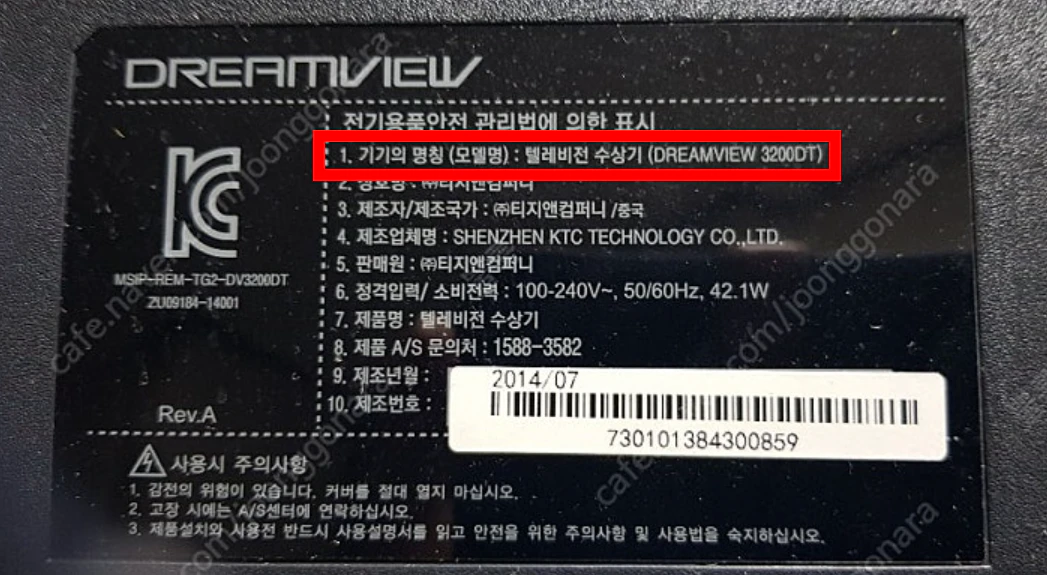 DREAMVIEW
전기용품안전 관리법에 의한 표시
1. 기기의 명칭 (모델명) : 텔레비전 수상기 (DREAMVIEW 3200DT)
2. 상호명 : ㈜티지앤컴퍼니
3. 제조자/제조국가 : ㈜티지앤컴퍼니 /중국
4. 제조업체명 : SHENZHEN KTC TECHNOLOGY CO.,LTD.
5. 판매원 : ㈜티지앤컴퍼니
6. 정격입력/ 소비전력 : 100-240V~, 50/60Hz, 42.1W
7. 제품명 : 텔레비전 수상기
8. 제품 A/S 문의처 : 1588-3582
9. 제조년월 : 2014/07
10. 제조번호 :
730101384300859
MSIP-REM-TG2-DV3200DT
ZU09184-14001
Rev.A
사용시 주의사항
1. 감전의 위험이 있습니다. 커버를 절대 열지 마십시오.
2. 고장 시에는 A/S센터에 연락하십시오.
3. 제품설치와 사용전 반드시 사용설명서를 읽고 안전을 위한 주의사항 및 사용법을 숙지하십시오.